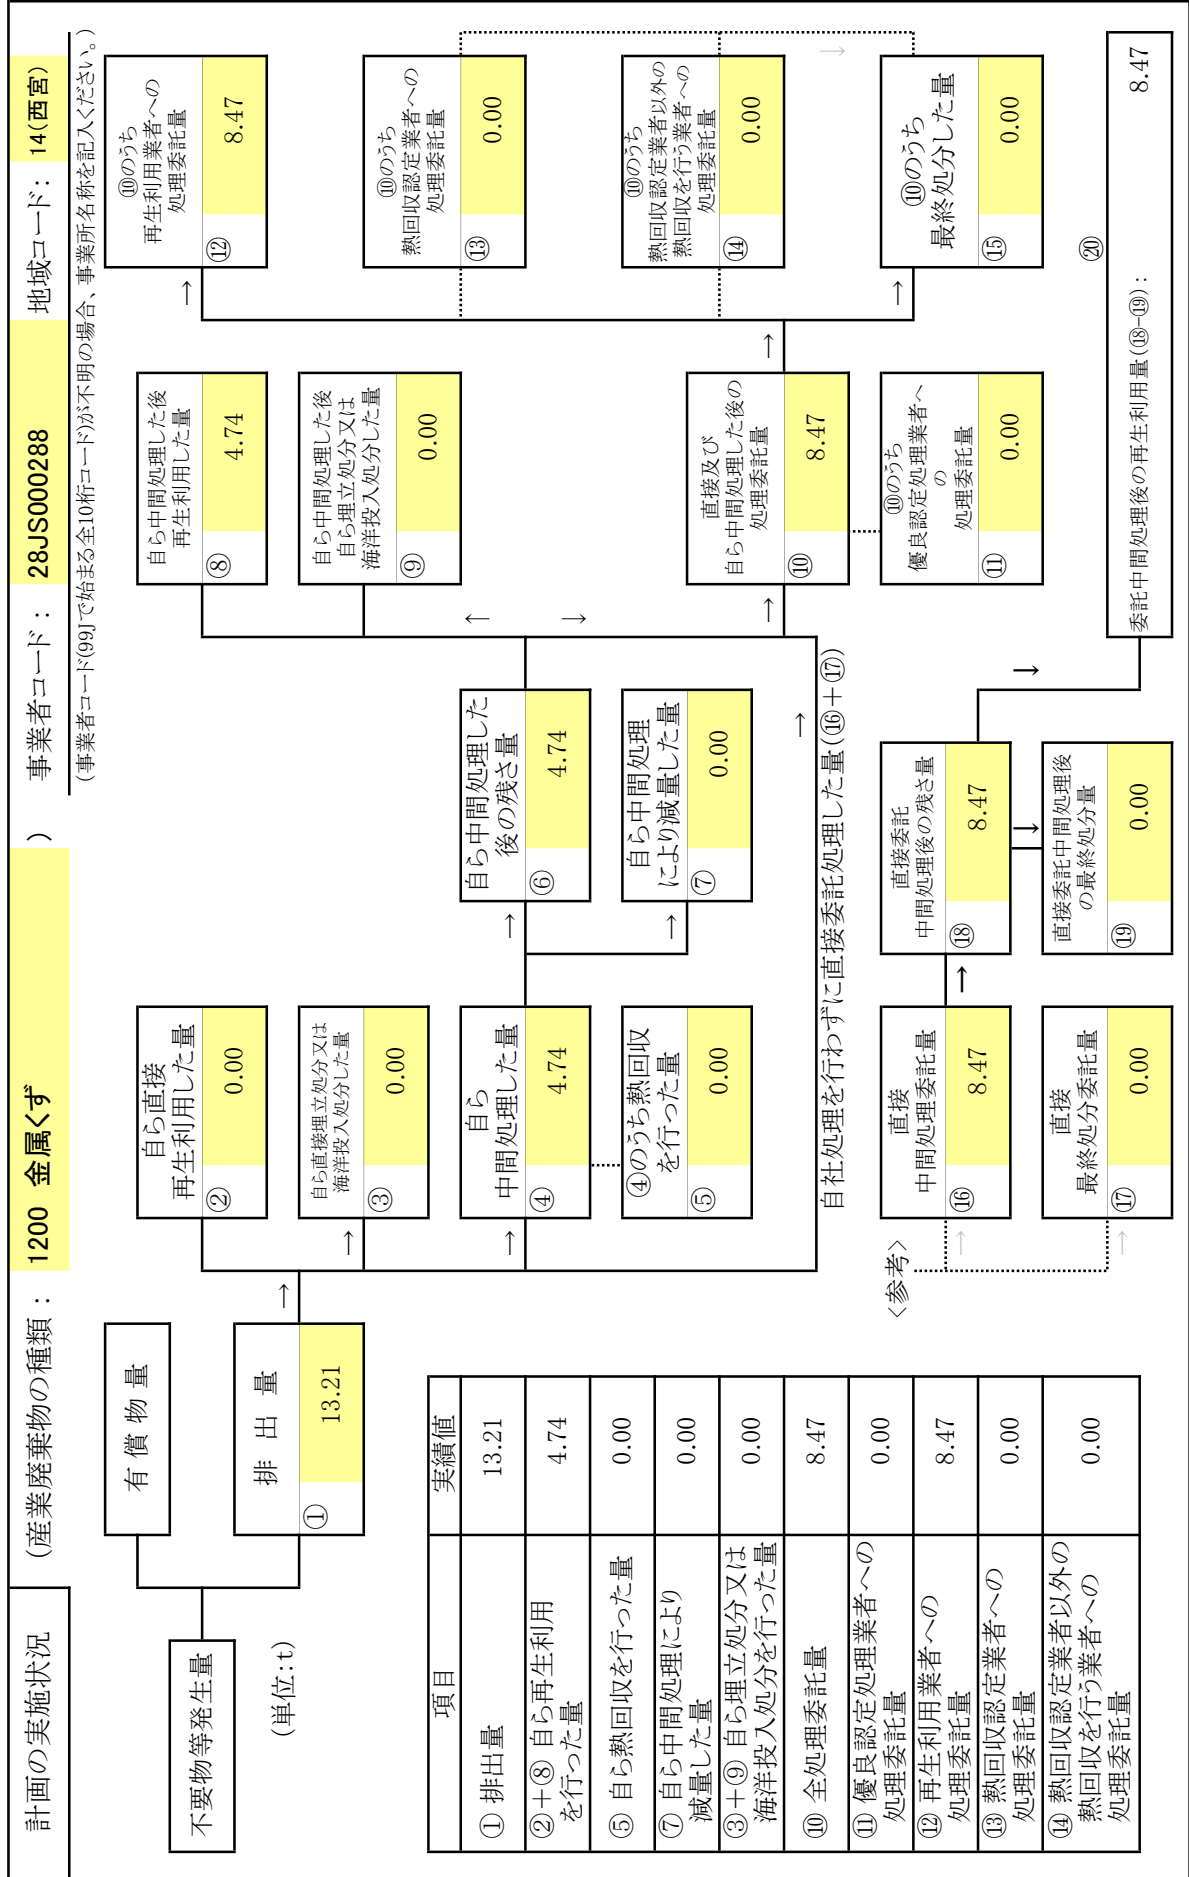 計画の実施状況
(産業廃棄物の種類： 1200 金属くず )
事業者コード： 28JS000288 地域コード： 14(西宮)
(事業者コード(99Jで始まる全10桁コード)が不明の場合、事業所名称を記入ください。)
不要物等発生量
(単位:t)
有 償 物 量
排 出 量
① 13.21
→
自ら直接
再生利用した量
② 0.00
→
自ら直接埋立処分又は
海洋投入処分した量
③ 0.00
→
自ら
中間処理した量
④ 4.74
④のうち熱回収
を行った量
⑤ 0.00
→
自ら中間処理した
後の残さ量
⑥ 4.74
→
自ら中間処理
により減量した量
⑦ 0.00
↑
↓
自ら中間処理した後
再生利用した量
⑧ 4.74
自ら中間処理した後
自ら埋立処分又は
海洋投入処分した量
⑨ 0.00
→
直接及び
自ら中間処理した後の
処理委託量
⑩ 8.47
⑩のうち
優良認定処理業者へ
の
処理委託量
⑪ 0.00
→
→
⑩のうち
再生利用業者への
処理委託量
⑫ 8.47
⑩のうち
熱回収認定業者への
処理委託量
⑬ 0.00
⑩のうち
熱回収認定業者以外の
熱回収を行う業者への
処理委託量
⑭ 0.00
↓
→
⑩のうち
最終処分した量
⑮ 0.00
→
自社処理を行わずに直接委託処理した量(⑯＋⑰)
<参考>
→
直接
中間処理委託量
⑯ 8.47
→
直接
最終処分委託量
⑰ 0.00
→
直接委託
中間処理後の残さ量
⑱ 8.47
↓
直接委託中間処理後
の最終処分量
⑲ 0.00
↓
⑳
委託中間処理後の再生利用量(⑱-⑲)： 8.47
項目 実績値
① 排出量 13.21
②＋⑧ 自ら再生利用
を行った量 4.74
⑤ 自ら熱回収を行った量 0.00
⑦ 自ら中間処理により
減量した量 0.00
③＋⑨ 自ら埋立処分又は
海洋投入処分を行った量 0.00
⑩ 全処理委託量 8.47
⑪ 優良認定処理業者への
処理委託量 0.00
⑫ 再生利用業者への
処理委託量 8.47
⑬ 熱回収認定業者への
処理委託量 0.00
⑭ 熱回収認定業者以外の
熱回収を行う業者への
処理委託量 0.00